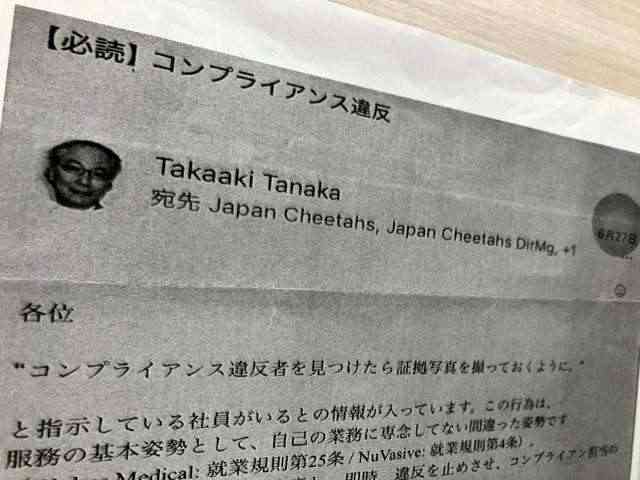 【必読】コンプライアンス違反
Takaaki Tanaka
宛先 Japan Cheetahs, Japan Cheetahs DirMg, +1
6月27日
各位
"コンプライアンス違反者を見つけたら証拠写真を撮っておくように。"
と指示している社員がいるとの情報が入っています。この行為は、
服務の基本姿勢として、自己の業務に専念してない間違った姿勢です
Medical: 就業規則第25条 / NuVasive: 就業規則第4条）。
即時、違反を止めさせ、コンプライアン担当の